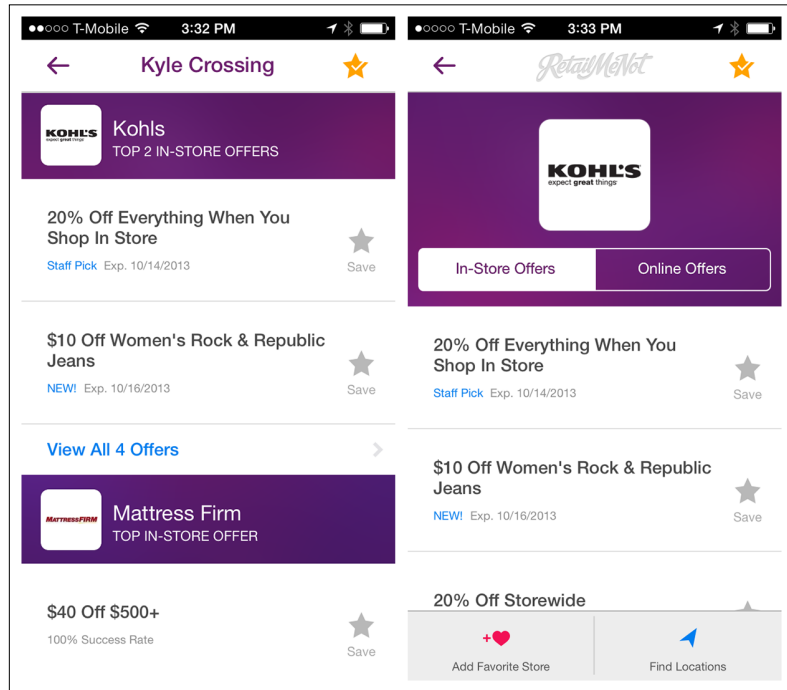 T-Mobile 3:32 PM
Kyle Crossing
KOHL'S
expect great things
Kohls
TOP 2 IN-STORE OFFERS
20% Off Everything When You
Shop In Store
Staff Pick Exp. 10/14/2013
Save
$10 Off Women's Rock & Republic
Jeans
NEW! Exp. 10/16/2013
Save
View All 4 Offers
MATTRESSFIRM
Mattress Firm
TOP IN-STORE OFFER
$40 Off $500+
100% Success Rate
Save
T-Mobile 3:33 PM
RetailMeNot
KOHL'S
expect great things
In-Store Offers
Online Offers
20% Off Everything When You
Shop In Store
Staff Pick Exp. 10/14/2013
Save
$10 Off Women's Rock & Republic
Jeans
NEW! Exp. 10/16/2013
Save
20% Off Storewide
Add Favorite Store
Find Locations